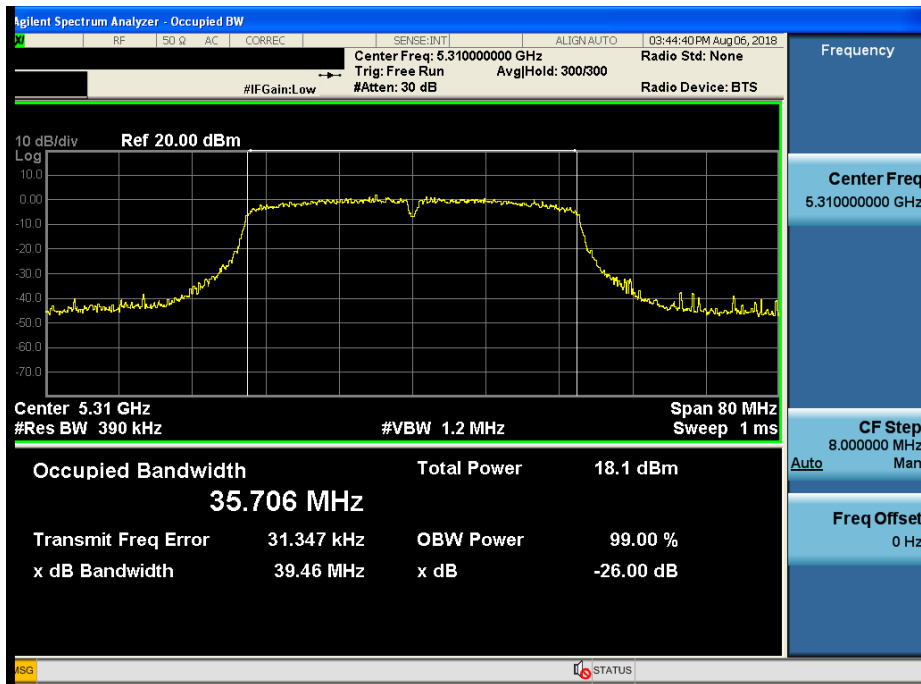 Agilent Spectrum Analyzer - Occupied BW
RF 50 Ω AC CORREC SENSE:INT ALIGN AUTO 03:44:40 PM Aug 06, 2018
Center Freq: 5.310000000 GHz Radio Std: None
Trig: Free Run Avg|Hold: 300/300
#IFGain:Low #Atten: 30 dB Radio Device: BTS
10 dB/div Ref 20.00 dBm
Log
10.0
0.00
-10.0
-20.0
-30.0
-40.0
-50.0
-60.0
-70.0
Center 5.31 GHz Span 80 MHz
#Res BW 390 kHz #VBW 1.2 MHz Sweep 1 ms
Occupied Bandwidth Total Power 18.1 dBm
35.706 MHz
Transmit Freq Error 31.347 kHz OBW Power 99.00 %
x dB Bandwidth 39.46 MHz x dB -26.00 dB
MSG STATUS
Frequency
Center Freq
5.310000000 GHz
CF Step
8.000000 MHz
Auto Man
Freq Offset
0 Hz